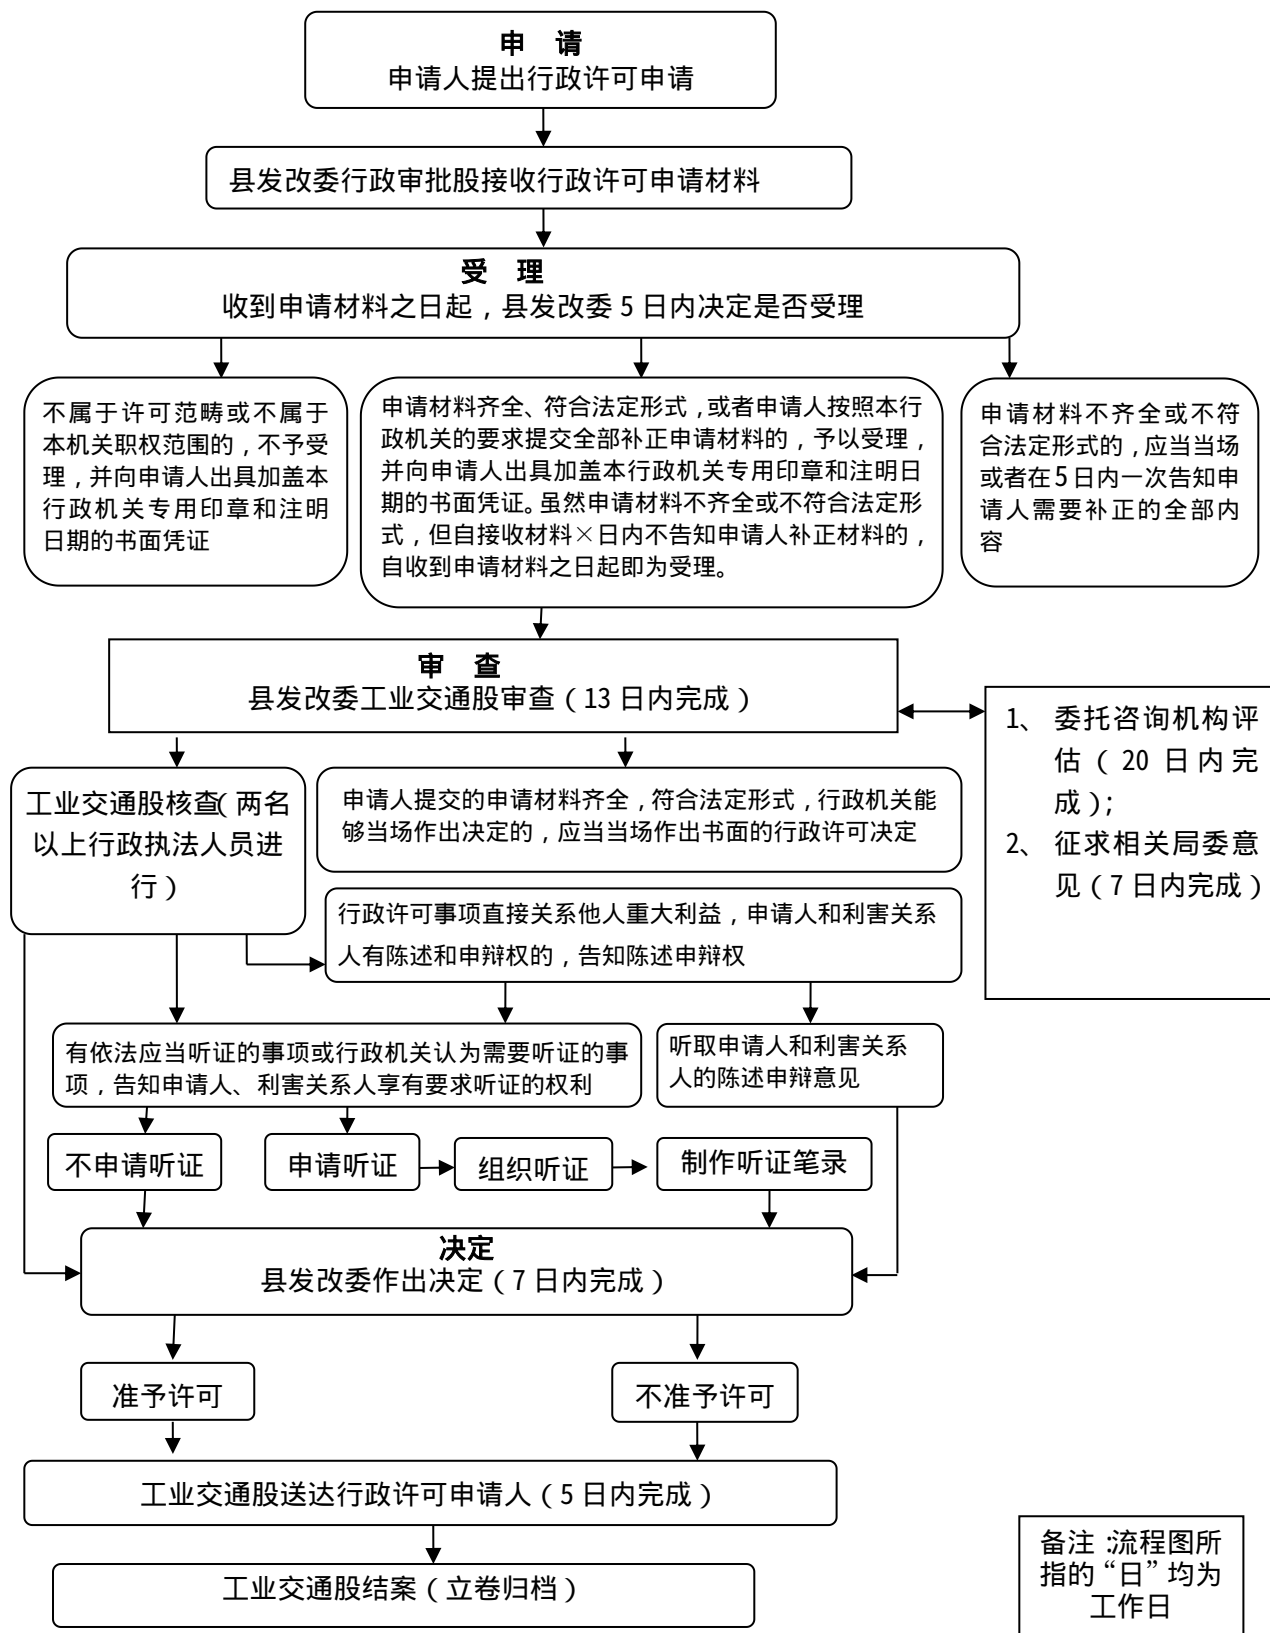 申 请
申请人提出行政许可申请
县发改委行政审批股接收行政许可申请材料
受 理
收到申请材料之日起，县发改委 5 日内决定是否受理
不属于许可范畴或不属于
本机关职权范围的，不予受
理，并向申请人出具加盖本
行政机关专用印章和注明
日期的书面凭证
申请材料齐全、符合法定形式，或者申请人按照本行
政机关的要求提交全部补正申请材料的，予以受理，
并向申请人出具加盖本行政机关专用印章和注明日
期的书面凭证。虽然申请材料不齐全或不符合法定形
式，但自接收材料×日内不告知申请人补正材料的，
自收到申请材料之日起即为受理。
申请材料不齐全或不符
合法定形式的，应当当场
或者在 5 日内一次告知申
请人需要补正的全部内
容
审 查
县发改委工业交通股审查（13 日内完成）
1、 委托咨询机构评
估（ 20 日内完
成）；
2、 征求相关局委意
见（7 日内完成）
工业交通股核查（两名
以上行政执法人员进
行）
申请人提交的申请材料齐全，符合法定形式，行政机关能
够当场作出决定的，应当当场作出书面的行政许可决定
行政许可事项直接关系他人重大利益，申请人和利害关系
人有陈述和申辩权的，告知陈述申辩权
有依法应当听证的事项或行政机关认为需要听证的事
项，告知申请人、利害关系人享有要求听证的权利
听取申请人和利害关系
人的陈述申辩意见
不申请听证
申请听证
组织听证
制作听证笔录
决定
县发改委作出决定（7 日内完成）
准予许可
不准予许可
工业交通股送达行政许可申请人（5 日内完成）
工业交通股结案（立卷归档）
备注：流程图所
指的“日”均为
工作日